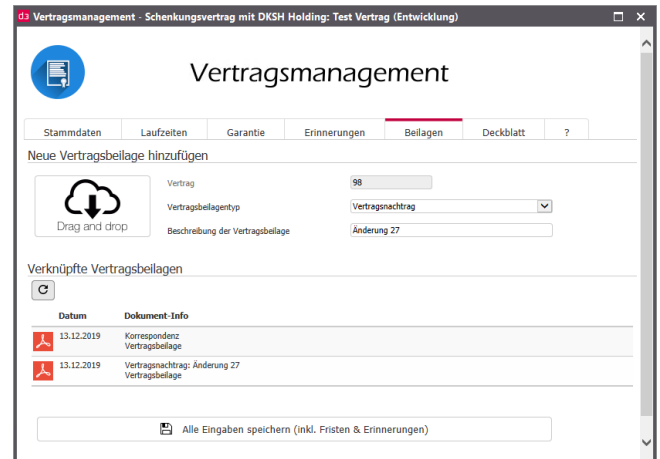 d3 Vertragsmanagement - Schenkungsvertrag mit DKSH Holding: Test Vertrag (Entwicklung)
Vertragsmanagement
Stammdaten Laufzeiten Garantie Erinnerungen Beilagen Deckblatt ?
Neue Vertragsbeilage hinzufügen
Drag and drop
Vertrag 98
Vertragsbeilagentyp Vertragsnachtrag
Beschreibung der Vertragsbeilage Änderung 27
Verknüpfte Vertragsbeilagen
Datum Dokument-Info
13.12.2019 Korrespondenz
Vertragsbeilage
13.12.2019 Vertragsnachtrag: Änderung 27
Vertragsbeilage
Alle Eingaben speichern (inkl. Fristen & Erinnerungen)